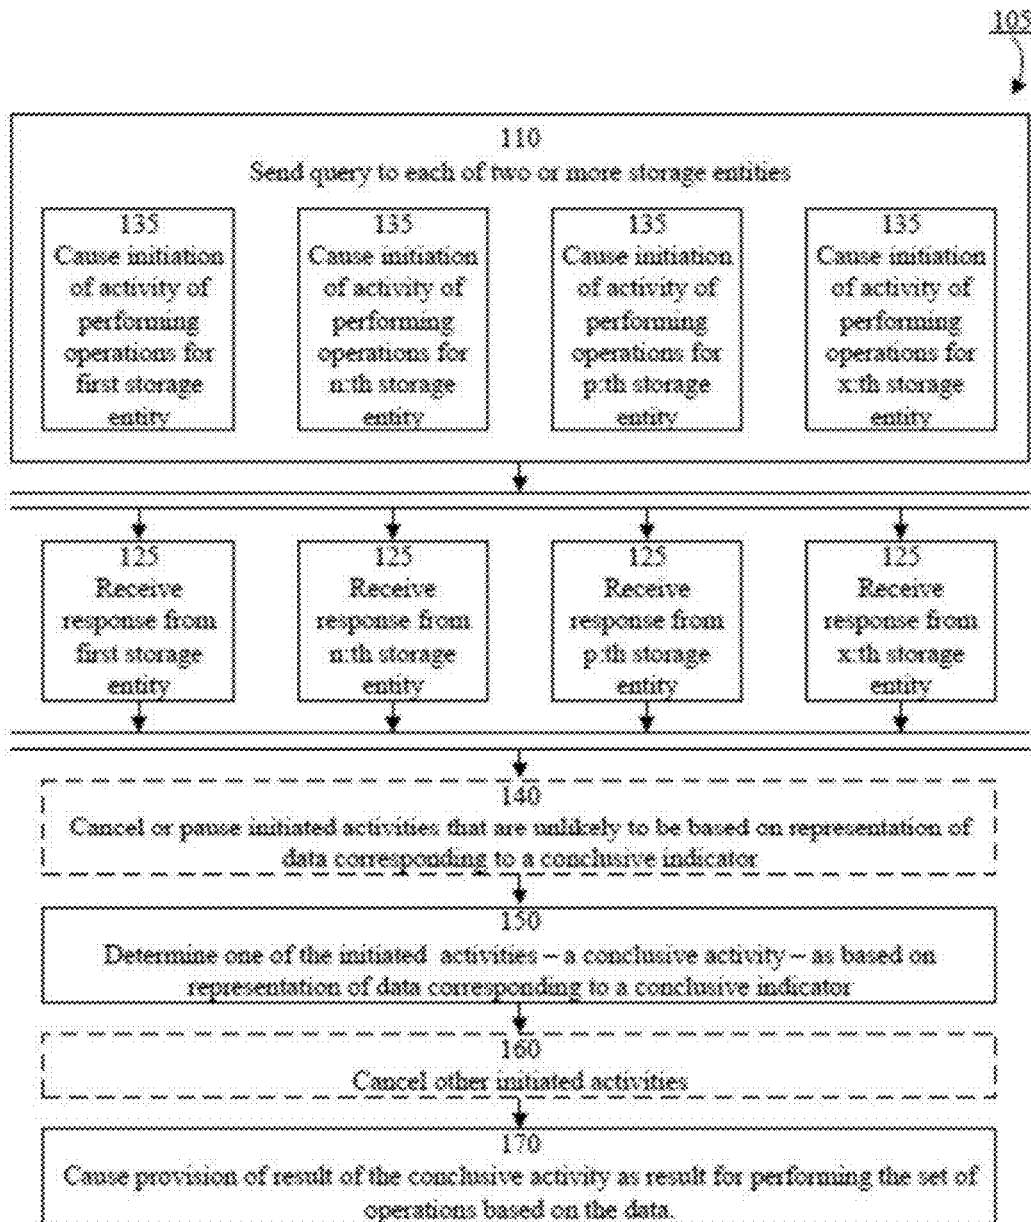 105
110
Send query to each of two or more storage entities
135
Cause initiation
of activity of
performing
operations for
first storage
entity
135
Cause initiation
of activity of
performing
operations for
n:th storage
entity
135
Cause initiation
of activity of
performing
operations for
p:th storage
entity
135
Cause initiation
of activity of
performing
operations for
x:th storage
entity
125
Receive
response from
first storage
entity
125
Receive
response from
n:th storage
entity
125
Receive
response from
p:th storage
entity
125
Receive
response from
x:th storage
entity
140
Cancel or pause initiated activities that are unlikely to be based on representation of
data corresponding to a conclusive indicator
150
Determine one of the initiated activities – a conclusive activity – as based on
representation of data corresponding to a conclusive indicator
160
Cancel other initiated activities
170
Cause provision of result of the conclusive activity as result for performing the set of
operations based on the data.